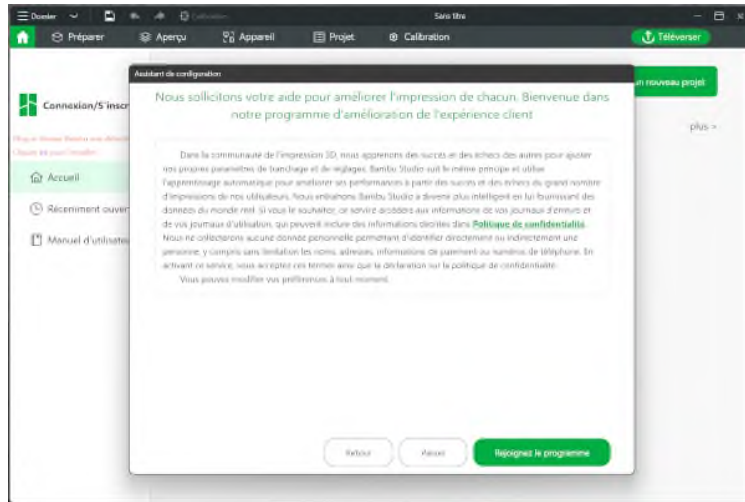 Dossier
Sans titre
Préparer
Aperçu
Appareil
Projet
Calibration
Téléverser
Assistant de configuration
Nous sollicitons votre aide pour améliorer l'impression de chacun. Bienvenue dans
notre programme d'amélioration de l'expérience client
un nouveau projet
Connexion/S'inscr
plus >
Accueil
Récemment ouver
Manuel d'utilisateu
Dans la communauté de l'impression 3D, nous apprenons des succès et des échecs des autres pour ajuster
nos propres paramètres de tranchage et de réglages. Bambu Studio suit le même principe et utilise
l'apprentissage automatique pour améliorer ses performances à partir des succès et des échecs du grand nombre
d'impressions de nos utilisateurs. Nous entraînons Bambu Studio à devenir plus intelligent en lui fournissant des
données du monde réel. Si vous le souhaitez, ce service accédera aux informations de vos journaux d'erreurs et
de vos journaux d'utilisation, qui peuvent inclure des informations décrites dans Politique de confidentialité.
Nous ne collecterons aucune donnée personnelle permettant d'identifier directement ou indirectement une
personne, y compris sans limitation les noms, adresses, informations de paiement ou numéros de téléphone. En
activant ce service, vous acceptez ces termes ainsi que la déclaration sur la politique de confidentialité.
Vous pouvez modifier vos préférences à tout moment.
Retour
Rejoignez le programme